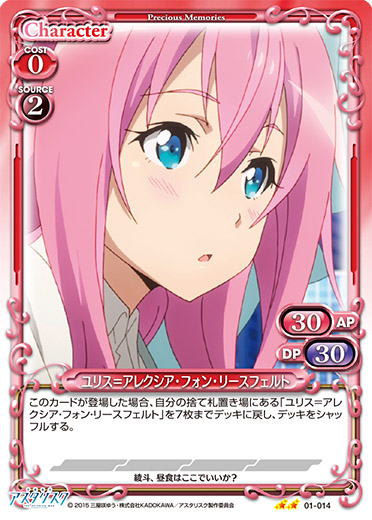 Precious Memories
Character
COST
0
SOURCE
2
30 AP
DP 30
ユリス=アレクシア・フォン・リースフェルト
このカードが登場した場合、自分の捨て札置き場にある「ユリス=アレ
クシア・フォン・リースフェルト」を7枚までデッキに戻し、デッキをシャッ
フルする。
綾斗、昼食はここでいいか?
アスタリスク
© 2015 三屋咲ゆう・株式会社KADOKAWA/アスタリスク製作委員会
01-014